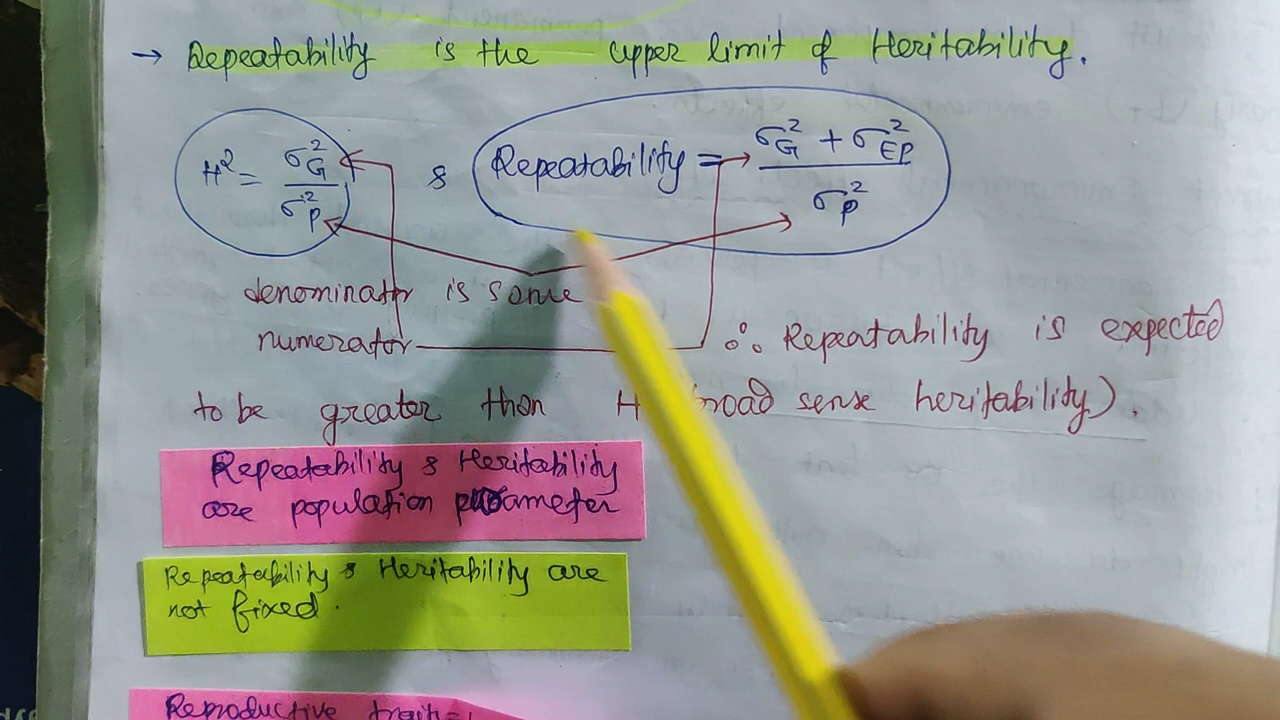 → Repeatability is the upper limit of Heritability.
H² = σ²G / σ²P & Repeatability = σ²G + σ²EP / σ²P
denominator is same
numerator ∴ Repeatability is expected
to be greater than H road sense heritability).
Repeatability & Heritability
are population parameter
Repeatability & Heritability are
not fixed.
Reproductive trait